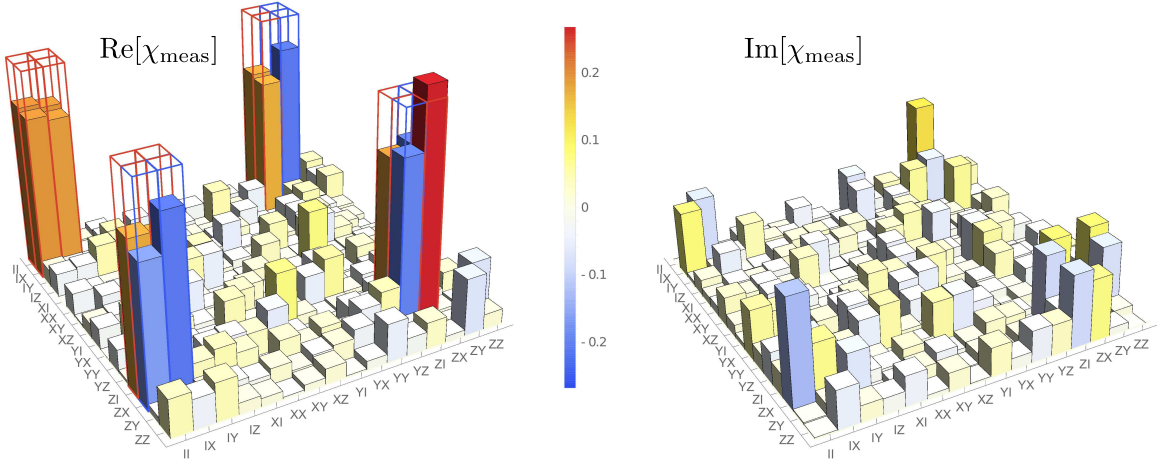 Re[χmeas]
Im[χmeas]
0.2
0.1
0
- 0.1
- 0.2
II
IX
IY
IZ
XI
XX
XY
XZ
YI
YX
YY
YZ
ZI
ZX
ZY
ZZ
II
IX
IY
IZ
XI
XX
XY
XZ
YI
YX
YY
YZ
ZI
ZX
ZY
ZZ
II
IX
IY
IZ
XI
XX
XY
XZ
YI
YX
YY
YZ
ZI
ZX
ZY
ZZ
II
IX
IY
IZ
XI
XX
XY
XZ
YI
YX
YY
YZ
ZI
ZX
ZY
ZZ